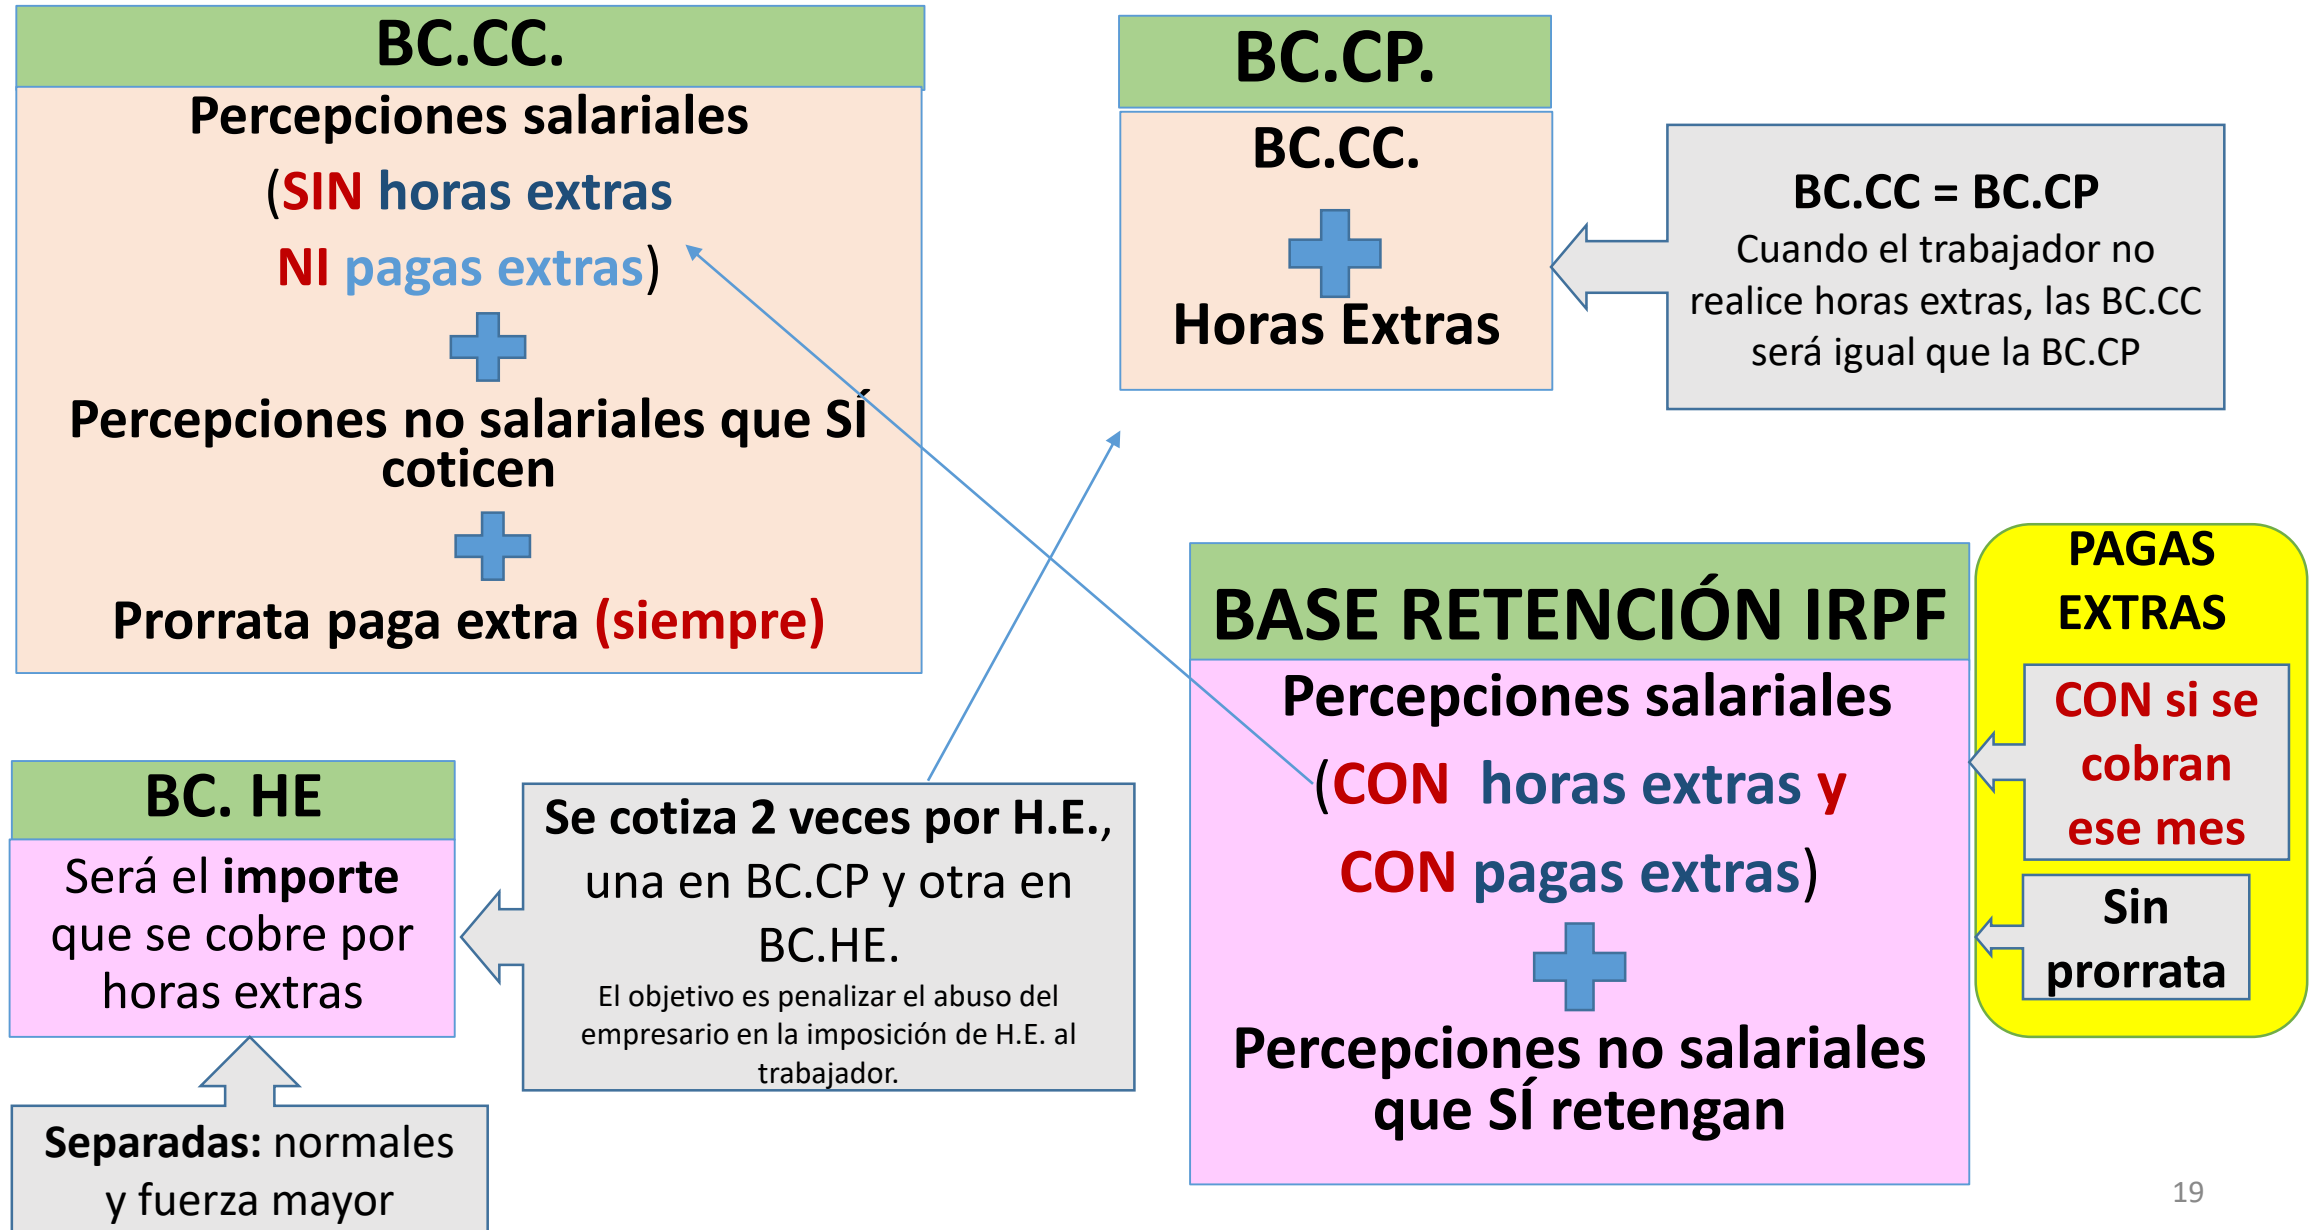 BC.CC.
Percepciones salariales
(SIN horas extras
NI pagas extras)
Percepciones no salariales que SÍ
coticen
Prorrata paga extra (siempre)
BC.CP.
BC.CC.
Horas Extras
BC.CC = BC.CP
Cuando el trabajador no
realice horas extras, las BC.CC
será igual que la BC.CP
BC. HE
Será el importe
que se cobre por
horas extras
Separadas: normales
y fuerza mayor
Se cotiza 2 veces por H.E.,
una en BC.CP y otra en
BC.HE.
El objetivo es penalizar el abuso del
empresario en la imposición de H.E. al
trabajador.
BASE RETENCIÓN IRPF
Percepciones salariales
(CON horas extras y
CON pagas extras)
Percepciones no salariales
que SÍ retengan
PAGAS
EXTRAS
CON si se
cobran
ese mes
Sin
prorrata
19